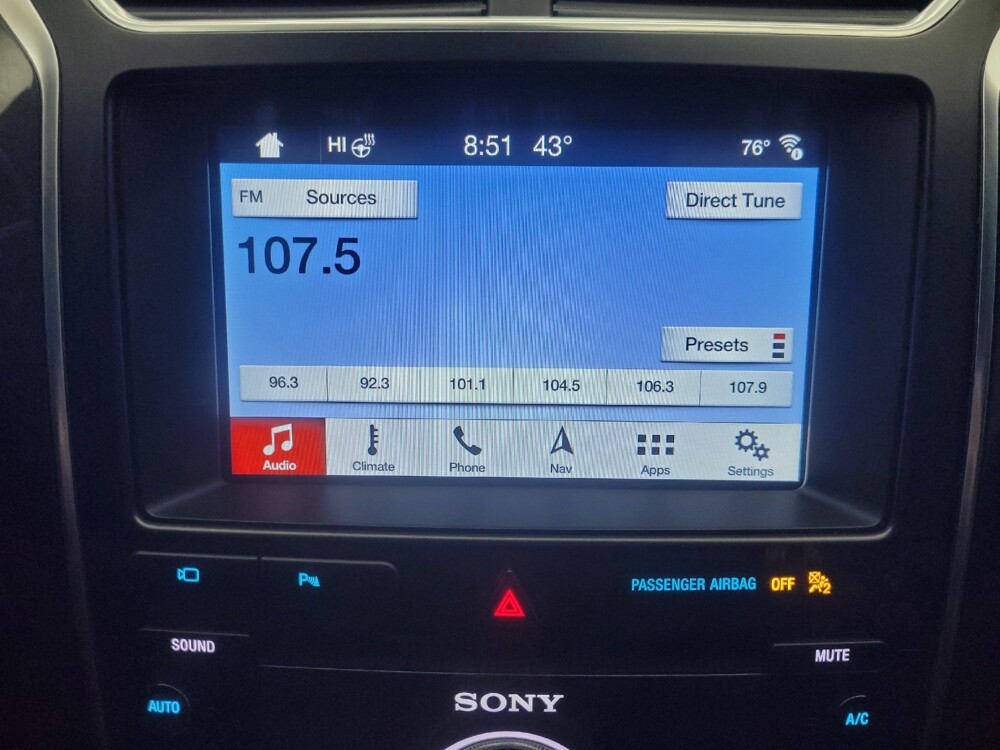 HI 8:51 43° 76°
FM Sources Direct Tune
107.5
Presets
96.3 92.3 101.1 104.5 106.3 107.9
Audio Climate Phone Nav Apps Settings
P PASSENGER AIRBAG OFF 2
SOUND MUTE
SONY
AUTO A/C